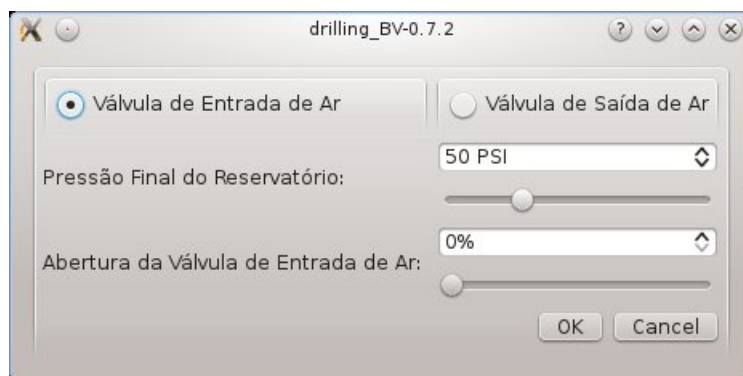 drilling_BV-0.7.2
Válvula de Entrada de Ar
Válvula de Saída de Ar
Pressão Final do Reservatório:
50 PSI
Abertura da Válvula de Entrada de Ar:
0%
OK
Cancel